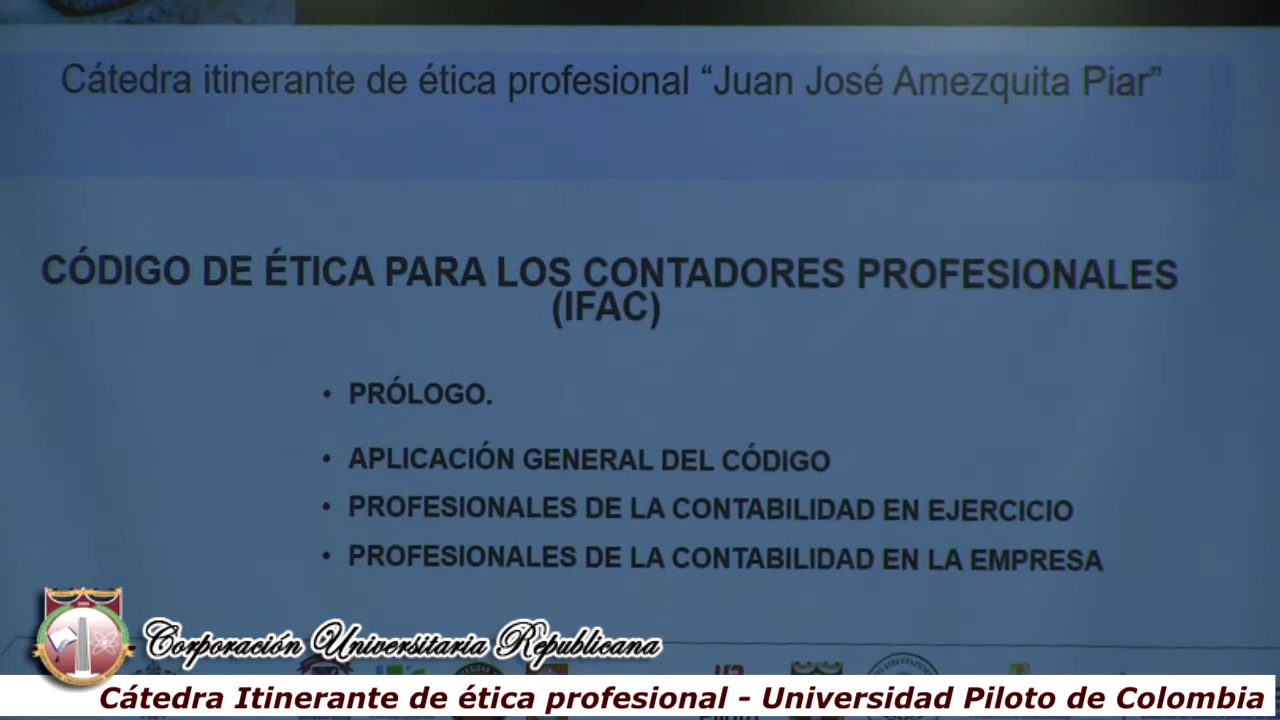 Cátedra itinerante de ética profesional “Juan José Amezquita Piar”
CÓDIGO DE ÉTICA PARA LOS CONTADORES PROFESIONALES
(IFAC)
• PRÓLOGO.
• APLICACIÓN GENERAL DEL CÓDIGO
• PROFESIONALES DE LA CONTABILIDAD EN EJERCICIO
• PROFESIONALES DE LA CONTABILIDAD EN LA EMPRESA
Corporación Universitaria Republicana
Cátedra Itinerante de ética profesional - Universidad Piloto de Colombia